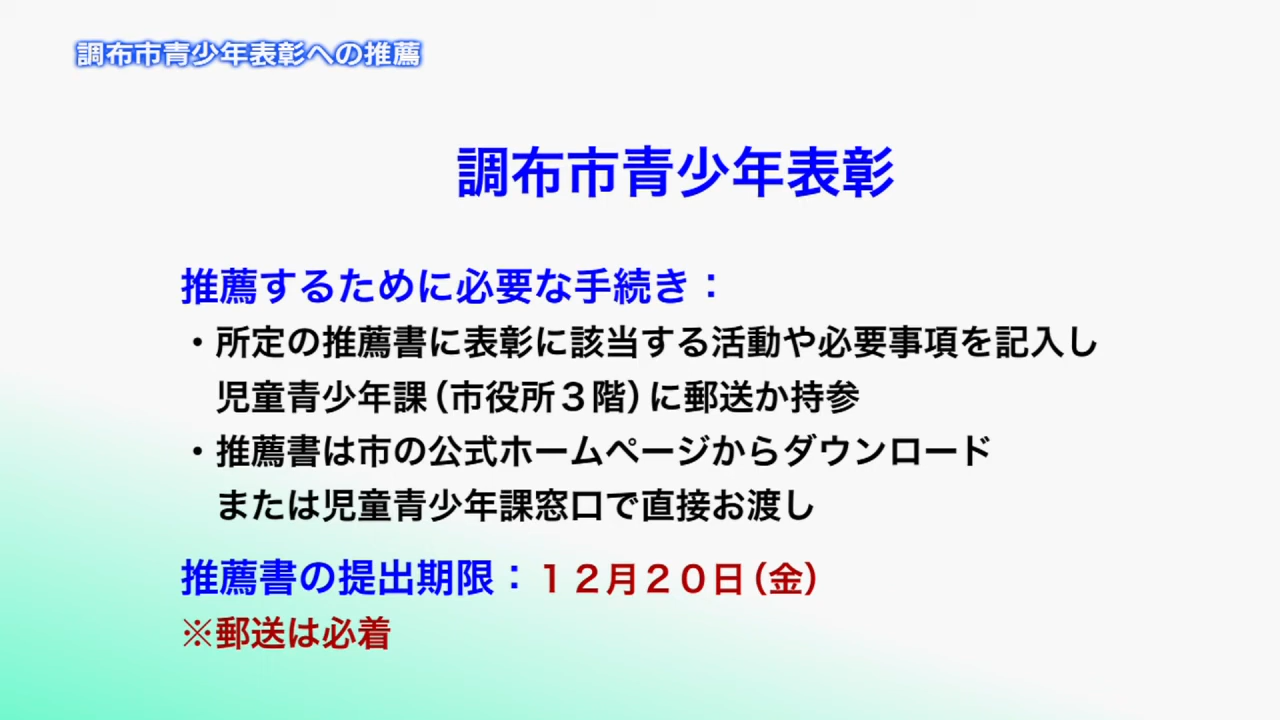 調布市青少年表彰への推薦
調布市青少年表彰
推薦するために必要な手続き：
・所定の推薦書に表彰に該当する活動や必要事項を記入し
児童青少年課（市役所３階）に郵送か持参
・推薦書は市の公式ホームページからダウンロード
または児童青少年課窓口で直接お渡し
推薦書の提出期限：１２月２０日（金）
※郵送は必着